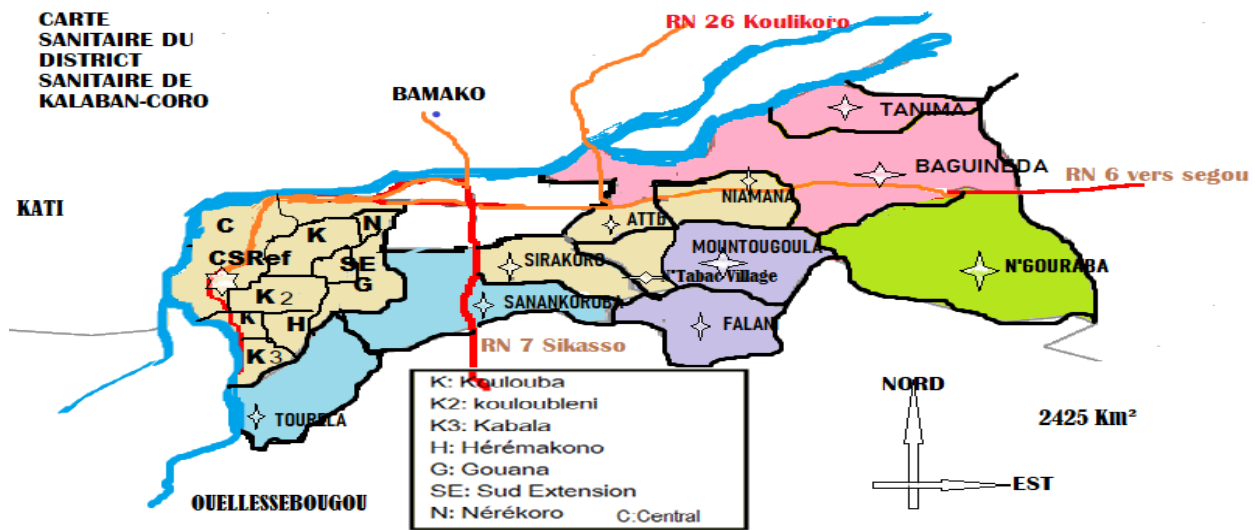 CARTE
SANITAIRE DU
DISTRICT
SANITAIRE DE
KALABAN-CORO
RN 26 Koulikoro
BAMAKO
TANIMA
BAGUINEDA
RN 6 vers segou
KATI
NIAMANA
C
K
N
ATTB
MOUNTOUGOULA
CSRef
SE
SIRAKORO
N'Tabac Village
N'GOURABA
G
K2
SANANKOROBA
K
H
FALANI
K3
RN 7 Sikasso
TOURELA
NORD
2425 Km²
EST
OUELLESSEBOUGOU
K: Koulouba
K2: kouloubleni
K3: Kabala
H: Hérémakono
G: Gouana
SE: Sud Extension
N: Nérékoro C:Central